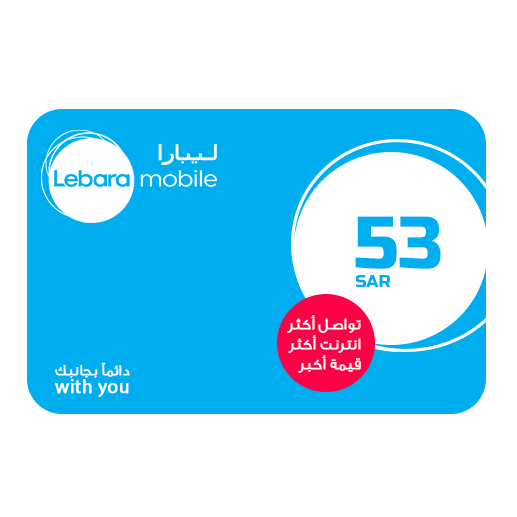 ليبارا
Lebara mobile
53
SAR
تواصل أكثر
انترنت أكثر
قيمة أكبر
دائماً بجانبك
with you